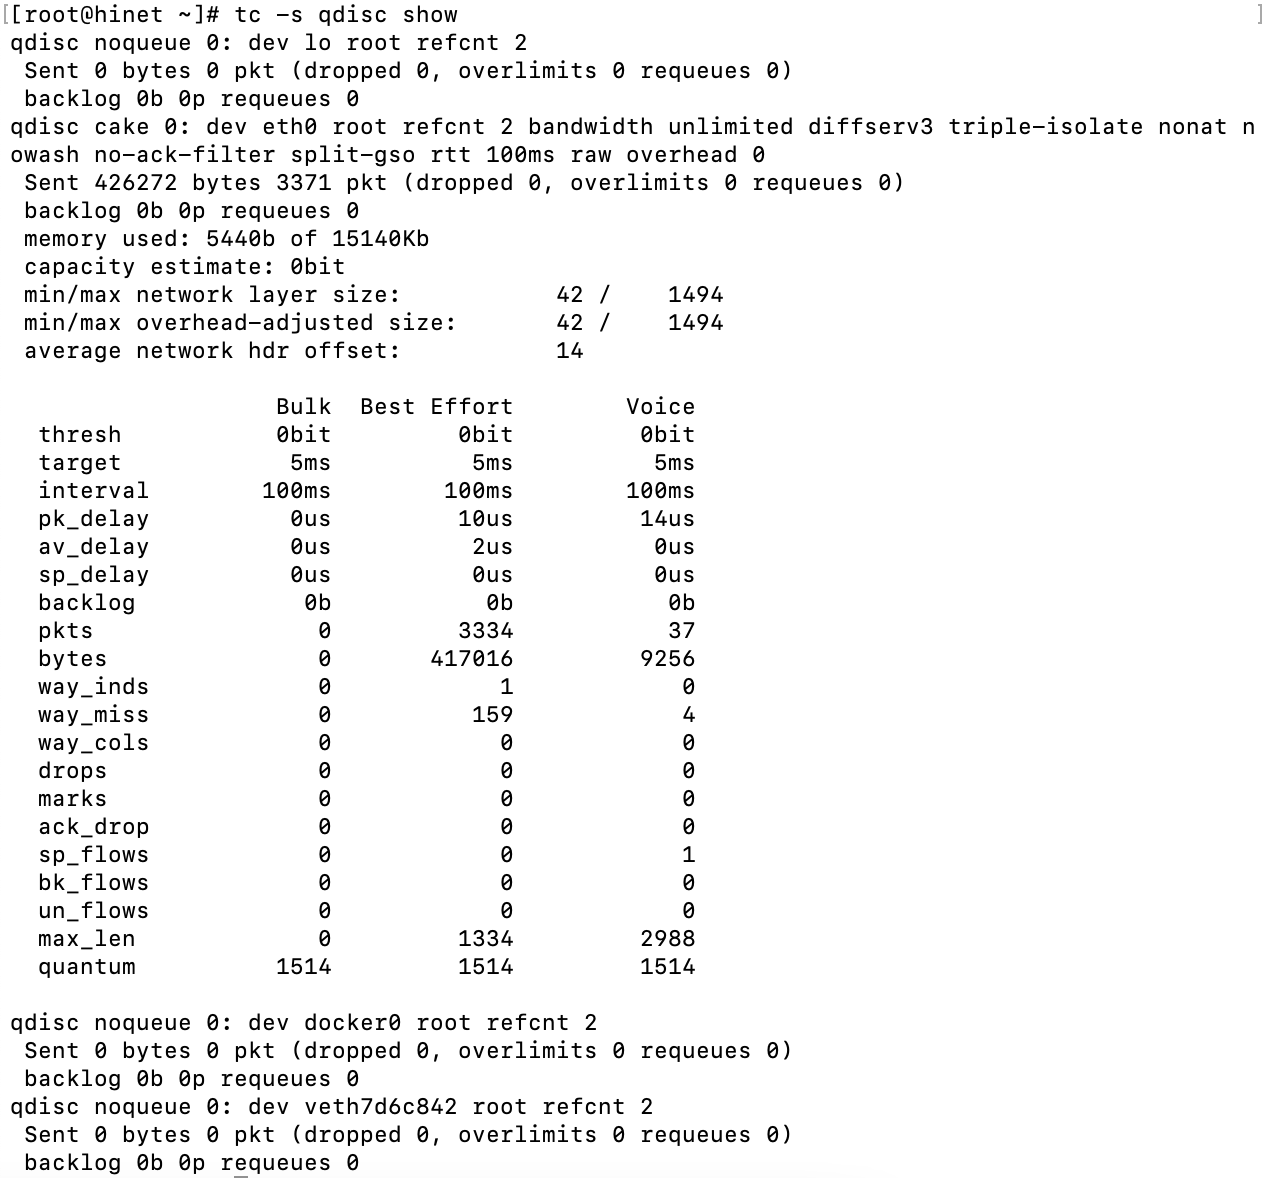 [[root@hinet ~]# tc -s qdisc show ]
qdisc noqueue 0: dev lo root refcnt 2
 Sent 0 bytes 0 pkt (dropped 0, overlimits 0 requeues 0)
 backlog 0b 0p requeues 0
qdisc cake 0: dev eth0 root refcnt 2 bandwidth unlimited diffserv3 triple-isolate nonat n
owash no-ack-filter split-gso rtt 100ms raw overhead 0
 Sent 426272 bytes 3371 pkt (dropped 0, overlimits 0 requeues 0)
 backlog 0b 0p requeues 0
 memory used: 5440b of 15140Kb
 capacity estimate: 0bit
 min/max network layer size:           42 /    1494
 min/max overhead-adjusted size:       42 /    1494
 average network hdr offset:           14

                   Bulk  Best Effort        Voice
  thresh           0bit         0bit         0bit
  target            5ms          5ms          5ms
  interval        100ms        100ms        100ms
  pk_delay          0us         10us         14us
  av_delay          0us          2us          0us
  sp_delay          0us          0us          0us
  backlog            0b           0b           0b
  pkts                0         3334           37
  bytes               0       417016         9256
  way_inds            0            1            0
  way_miss            0          159            4
  way_cols            0            0            0
  drops               0            0            0
  marks               0            0            0
  ack_drop            0            0            0
  sp_flows            0            0            1
  bk_flows            0            0            0
  un_flows            0            0            0
  max_len             0         1334         2988
  quantum          1514         1514         1514

qdisc noqueue 0: dev docker0 root refcnt 2
 Sent 0 bytes 0 pkt (dropped 0, overlimits 0 requeues 0)
 backlog 0b 0p requeues 0
qdisc noqueue 0: dev veth7d6c842 root refcnt 2
 Sent 0 bytes 0 pkt (dropped 0, overlimits 0 requeues 0)
 backlog 0b 0p requeues 0